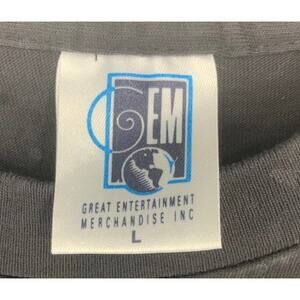 GEM
GREAT ENTERTAINMENT
MERCHANDISE INC
L